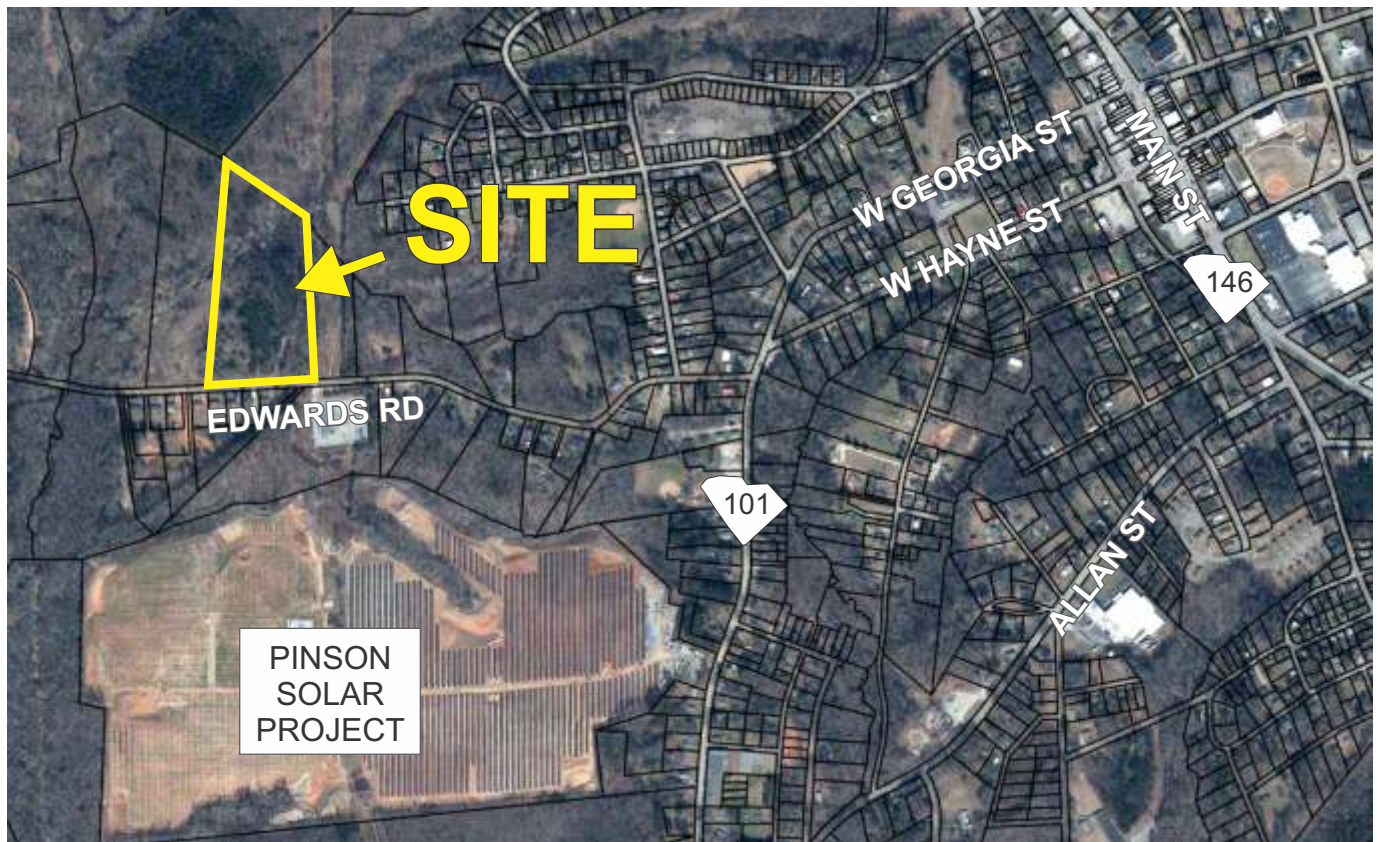 W GEORGIA ST
MAIN ST
SITE
W HAYNE ST
146
EDWARDS RD
101
ALLAN ST
PINSON
SOLAR
PROJECT